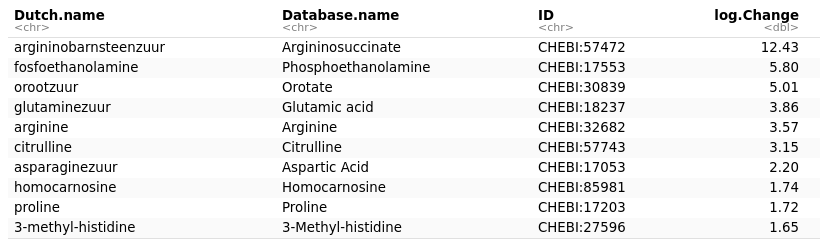 Dutch.name Database.name ID log.Change
<chr> <chr> <chr> <dbl>
argininobarnsteenzuur Argininosuccinate CHEBI:57472 12.43
fosfoethanolamine Phosphoethanolamine CHEBI:17553 5.80
orootzuur Orotate CHEBI:30839 5.01
glutaminezuur Glutamic acid CHEBI:18237 3.86
arginine Arginine CHEBI:32682 3.57
citrulline Citrulline CHEBI:57743 3.15
asparaginezuur Aspartic Acid CHEBI:17053 2.20
homocarnosine Homocarnosine CHEBI:85981 1.74
proline Proline CHEBI:17203 1.72
3-methyl-histidine 3-Methyl-histidine CHEBI:27596 1.65